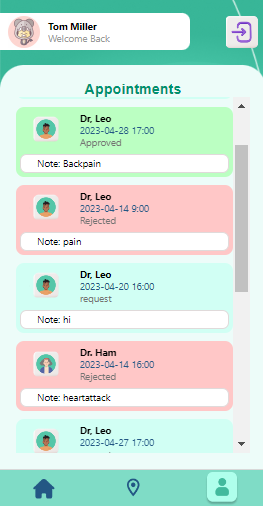 Tom Miller
Welcome Back
Appointments
Dr, Leo
2023-04-28 17:00
Approved
Note: Backpain
Dr, Leo
2023-04-14 9:00
Rejected
Note: pain
Dr, Leo
2023-04-20 16:00
request
Note: hi
Dr. Ham
2023-04-14 16:00
Rejected
Note: heartattack
Dr, Leo
2023-04-27 17:00